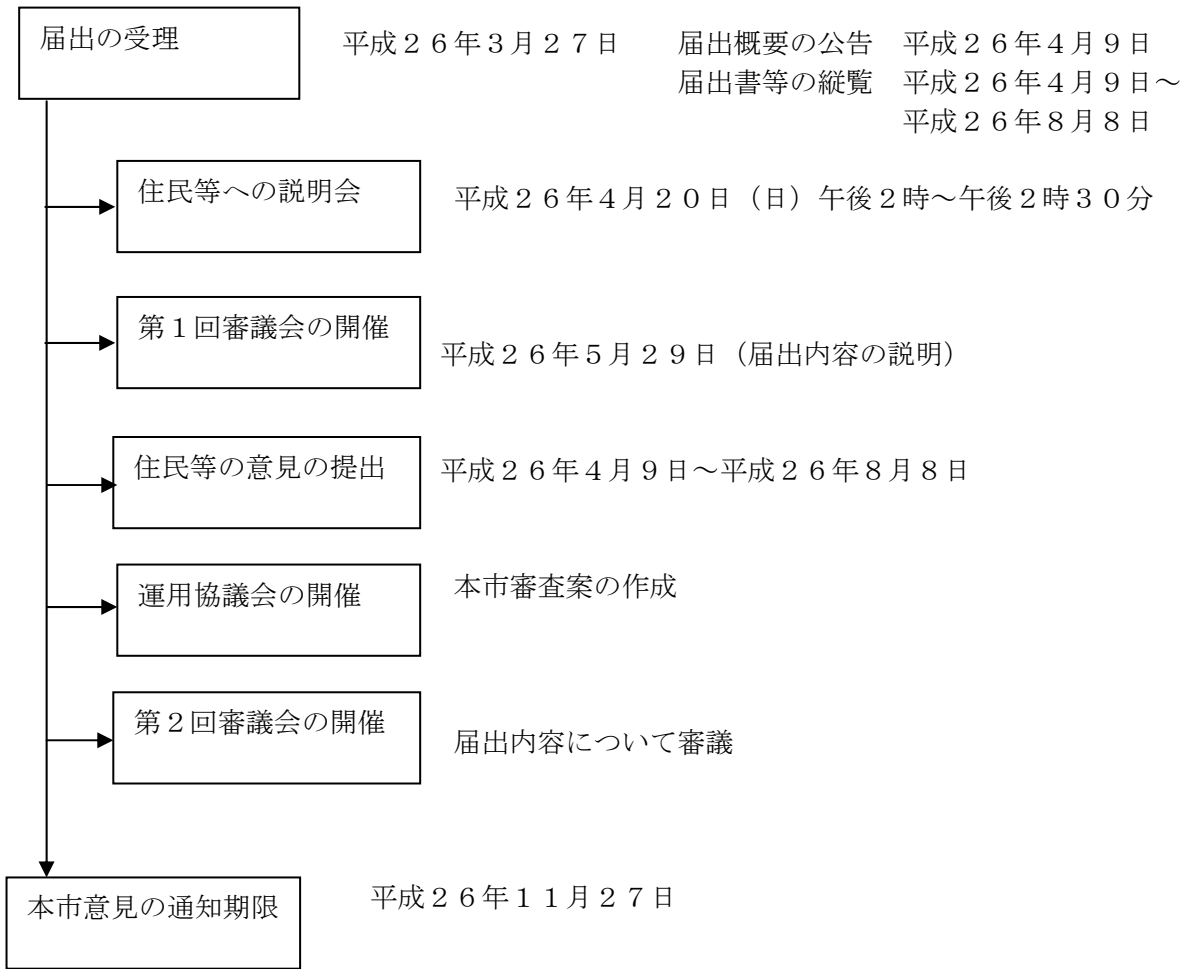 届出の受理　平成２６年３月２７日　届出概要の公告　平成２６年４月９日
届出書等の縦覧　平成２６年４月９日～
平成２６年８月８日
住民等への説明会　平成２６年４月２０日（日）午後２時～午後２時３０分
第１回審議会の開催
平成２６年５月２９日（届出内容の説明）
住民等の意見の提出　平成２６年４月９日～平成２６年８月８日
運用協議会の開催　本市審査案の作成
第２回審議会の開催
届出内容について審議
本市意見の通知期限　平成２６年１１月２７日